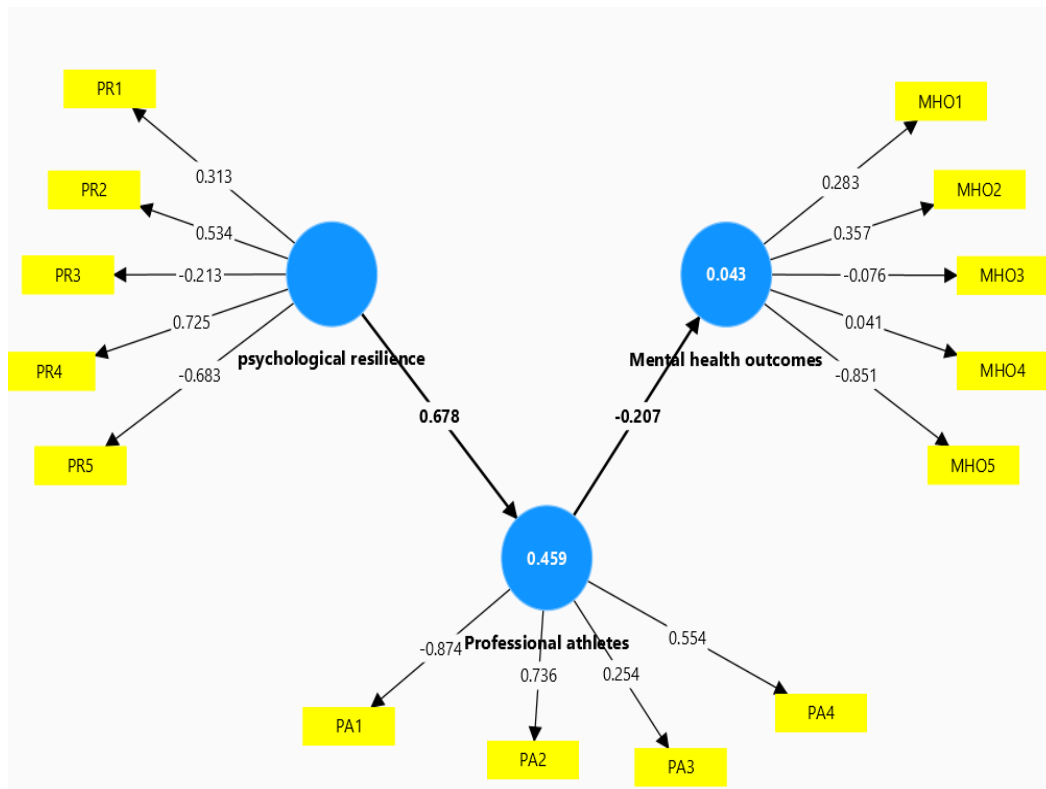 PR1
0.313
PR2
0.534
PR3
-0.213
PR4
0.725
PR5
-0.683
psychological resilience
0.678
MHO1
0.283
MHO2
0.357
MHO3
-0.076
MHO4
0.041
MHO5
-0.851
0.043
Mental health outcomes
-0.207
0.459
Professional athletes
-0.874
0.736
0.254
0.554
PA1
PA2
PA3
PA4